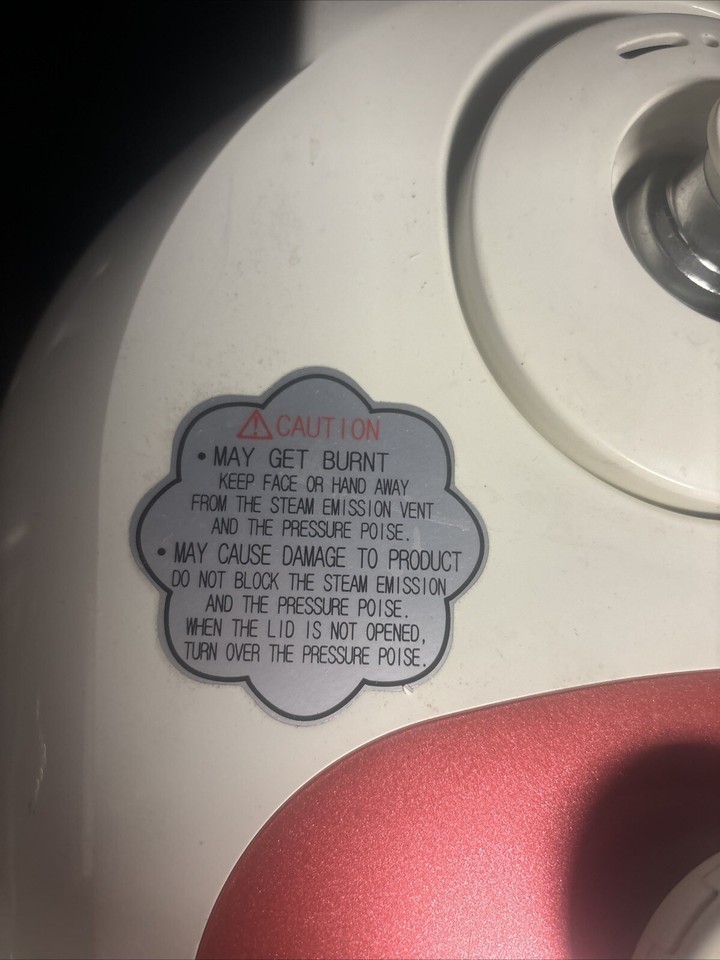 CAUTION
• MAY GET BURNT
KEEP FACE OR HAND AWAY
FROM THE STEAM EMISSION VENT
AND THE PRESSURE POISE.
• MAY CAUSE DAMAGE TO PRODUCT
DO NOT BLOCK THE STEAM EMISSION
AND THE PRESSURE POISE.
WHEN THE LID IS NOT OPENED,
TURN OVER THE PRESSURE POISE.